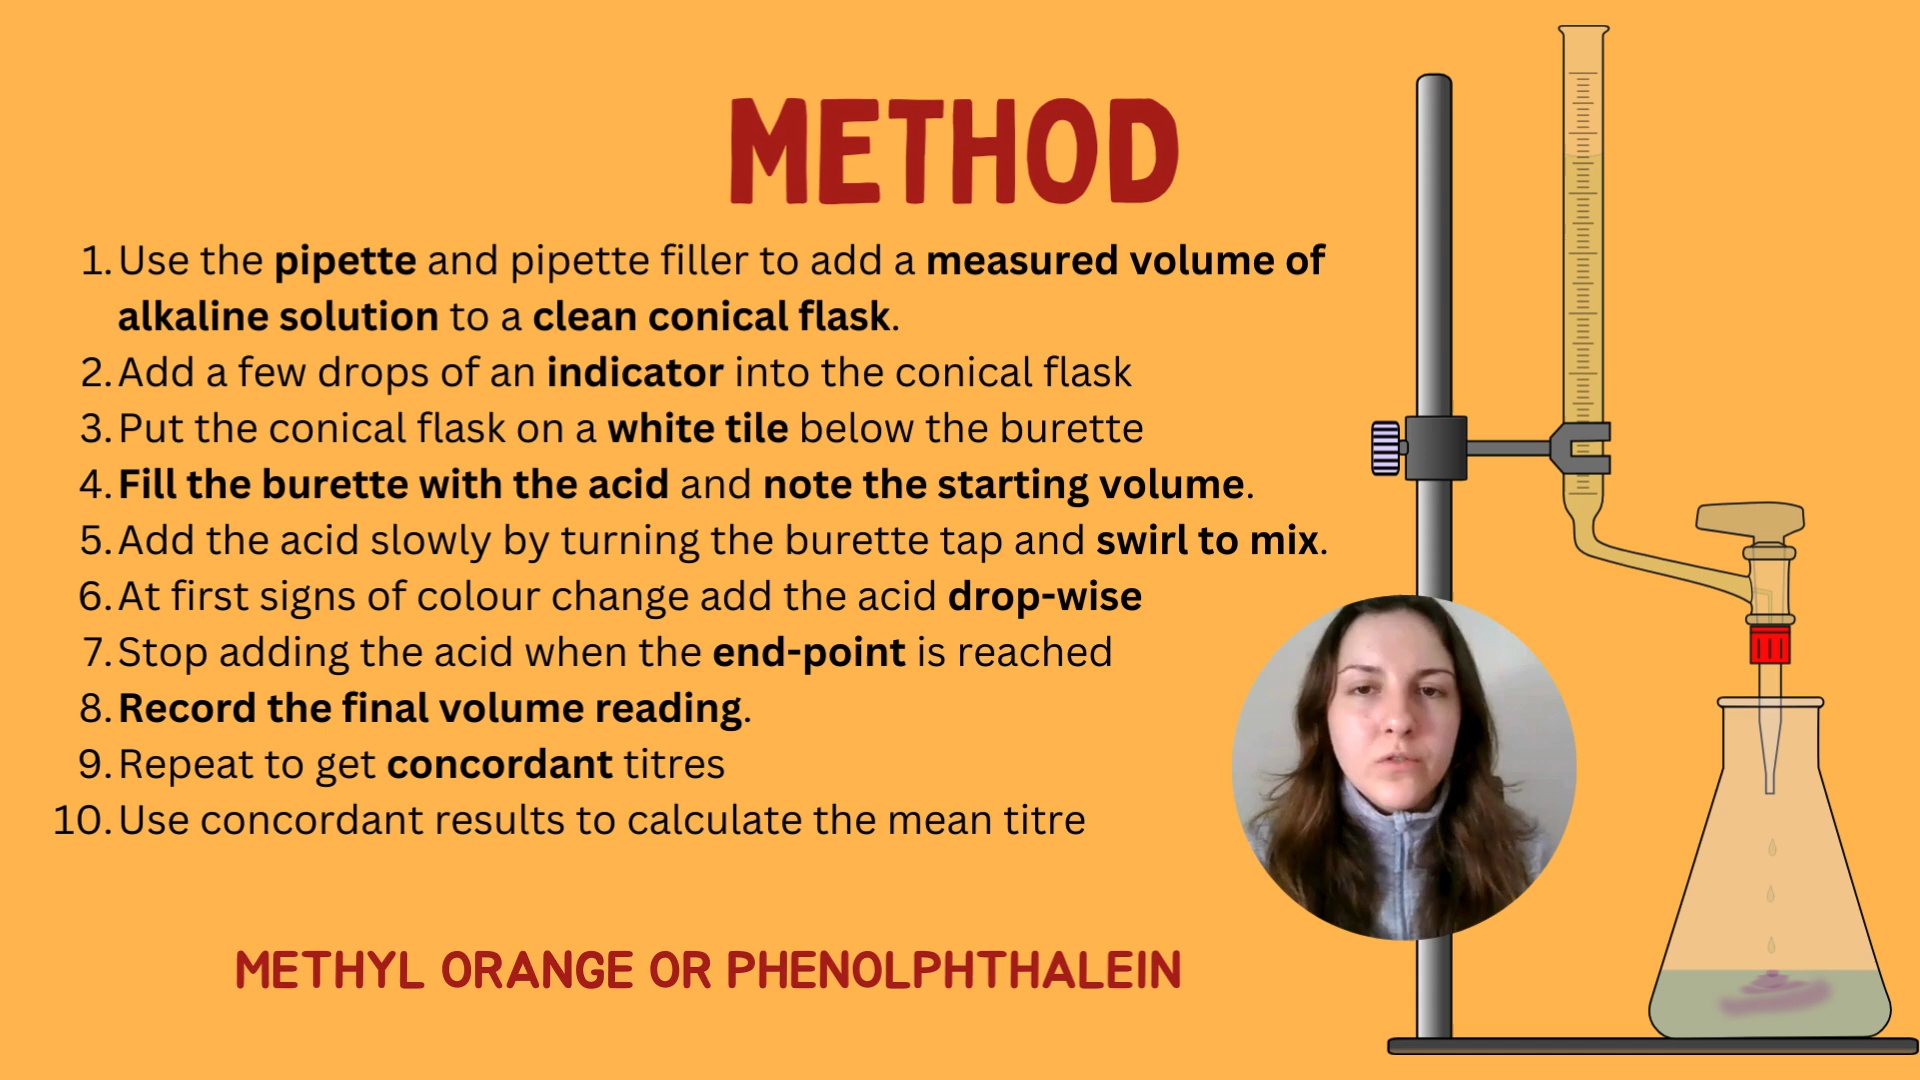 METHOD
1. Use the pipette and pipette filler to add a measured volume of
alkaline solution to a clean conical flask.
2. Add a few drops of an indicator into the conical flask
3. Put the conical flask on a white tile below the burette
4. Fill the burette with the acid and note the starting volume.
5. Add the acid slowly by turning the burette tap and swirl to mix.
6. At first signs of colour change add the acid drop-wise
7. Stop adding the acid when the end-point is reached
8. Record the final volume reading.
9. Repeat to get concordant titres
10. Use concordant results to calculate the mean titre
METHYL ORANGE OR PHENOLPHTHALEIN